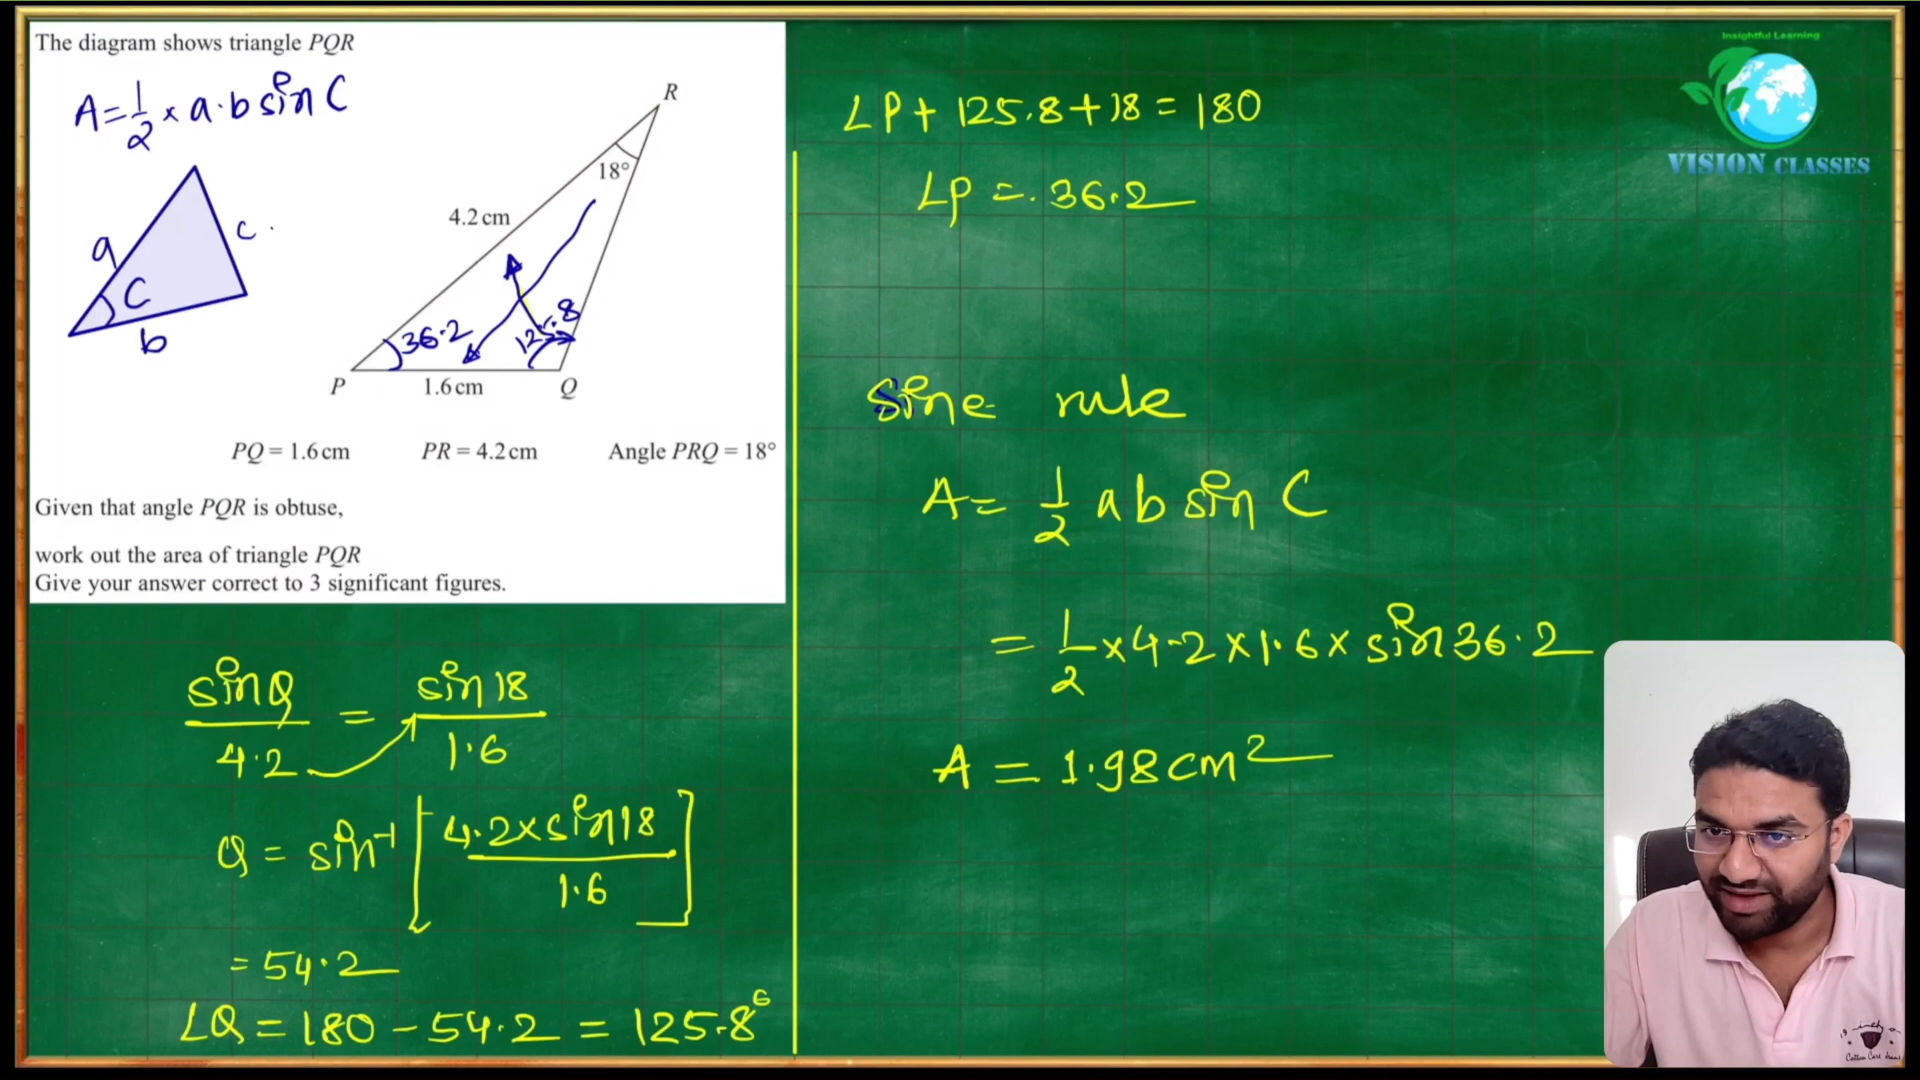 The diagram shows triangle PQR
A = 1/2 × a·b sin C
a
c
C
b
R
18°
4.2 cm
36.2
125.8
P
1.6 cm
Q
PQ = 1.6 cm PR = 4.2 cm Angle PRQ = 18°
Given that angle PQR is obtuse,
work out the area of triangle PQR
Give your answer correct to 3 significant figures.
sin Q / 4.2 = sin 18 / 1.6
Q = sin⁻¹ [ 4.2 × sin 18 / 1.6 ]
= 54.2
∠Q = 180 − 54.2 = 125.8°
∠P + 125.8 + 18 = 180
∠P = 36.2
Sine rule
A = 1/2 a b sin C
= 1/2 × 4.2 × 1.6 × sin 36.2
A = 1.98 cm²
Insightful Learning
VISION CLASSES